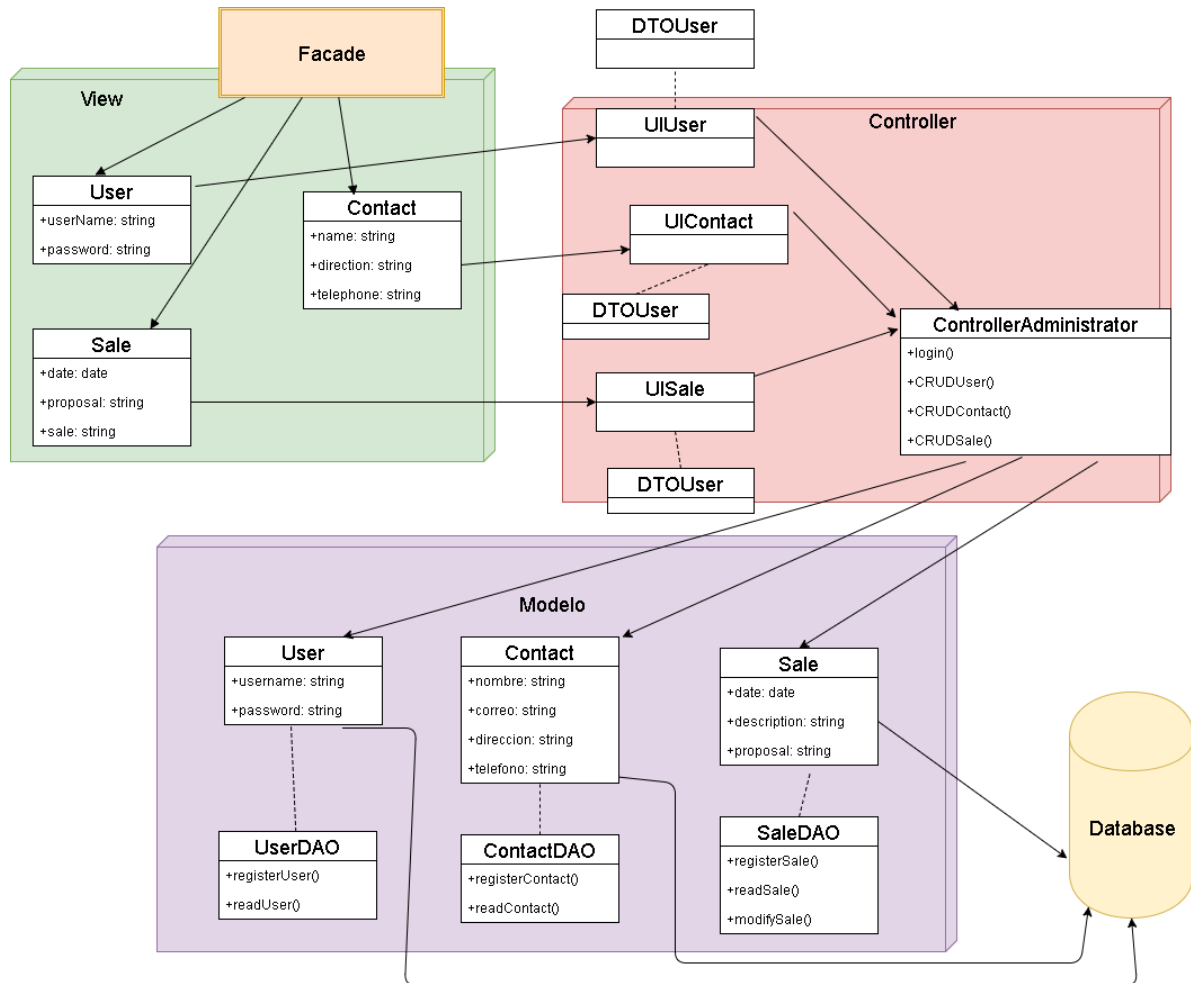 Facade
View
User
+userName: string
+password: string
Contact
+name: string
+direction: string
+telephone: string
Sale
+date: date
+proposal: string
+sale: string
DTOUser
Controller
UIUser
UIContact
DTOUser
UISale
DTOUser
ControllerAdministrator
+login()
+CRUDUser()
+CRUDContact()
+CRUDSale()
Modelo
User
+username: string
+password: string
Contact
+nombre: string
+correo: string
+direccion: string
+telefono: string
Sale
+date: date
+description: string
+proposal: string
UserDAO
+registerUser()
+readUser()
ContactDAO
+registerContact()
+readContact()
SaleDAO
+registerSale()
+readSale()
+modifySale()
Database